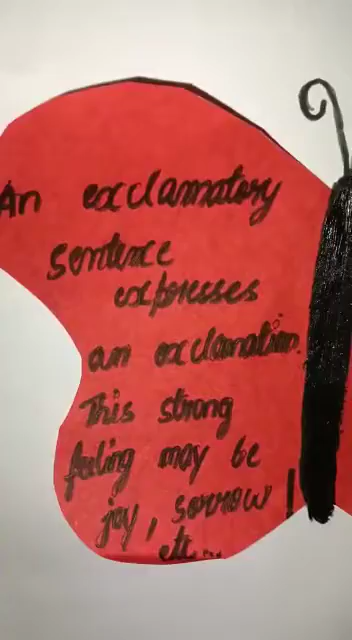 An exclamatory
sentence
expresses
an exclamation.
This strong
feeling may be
joy, sorrow !
etc...